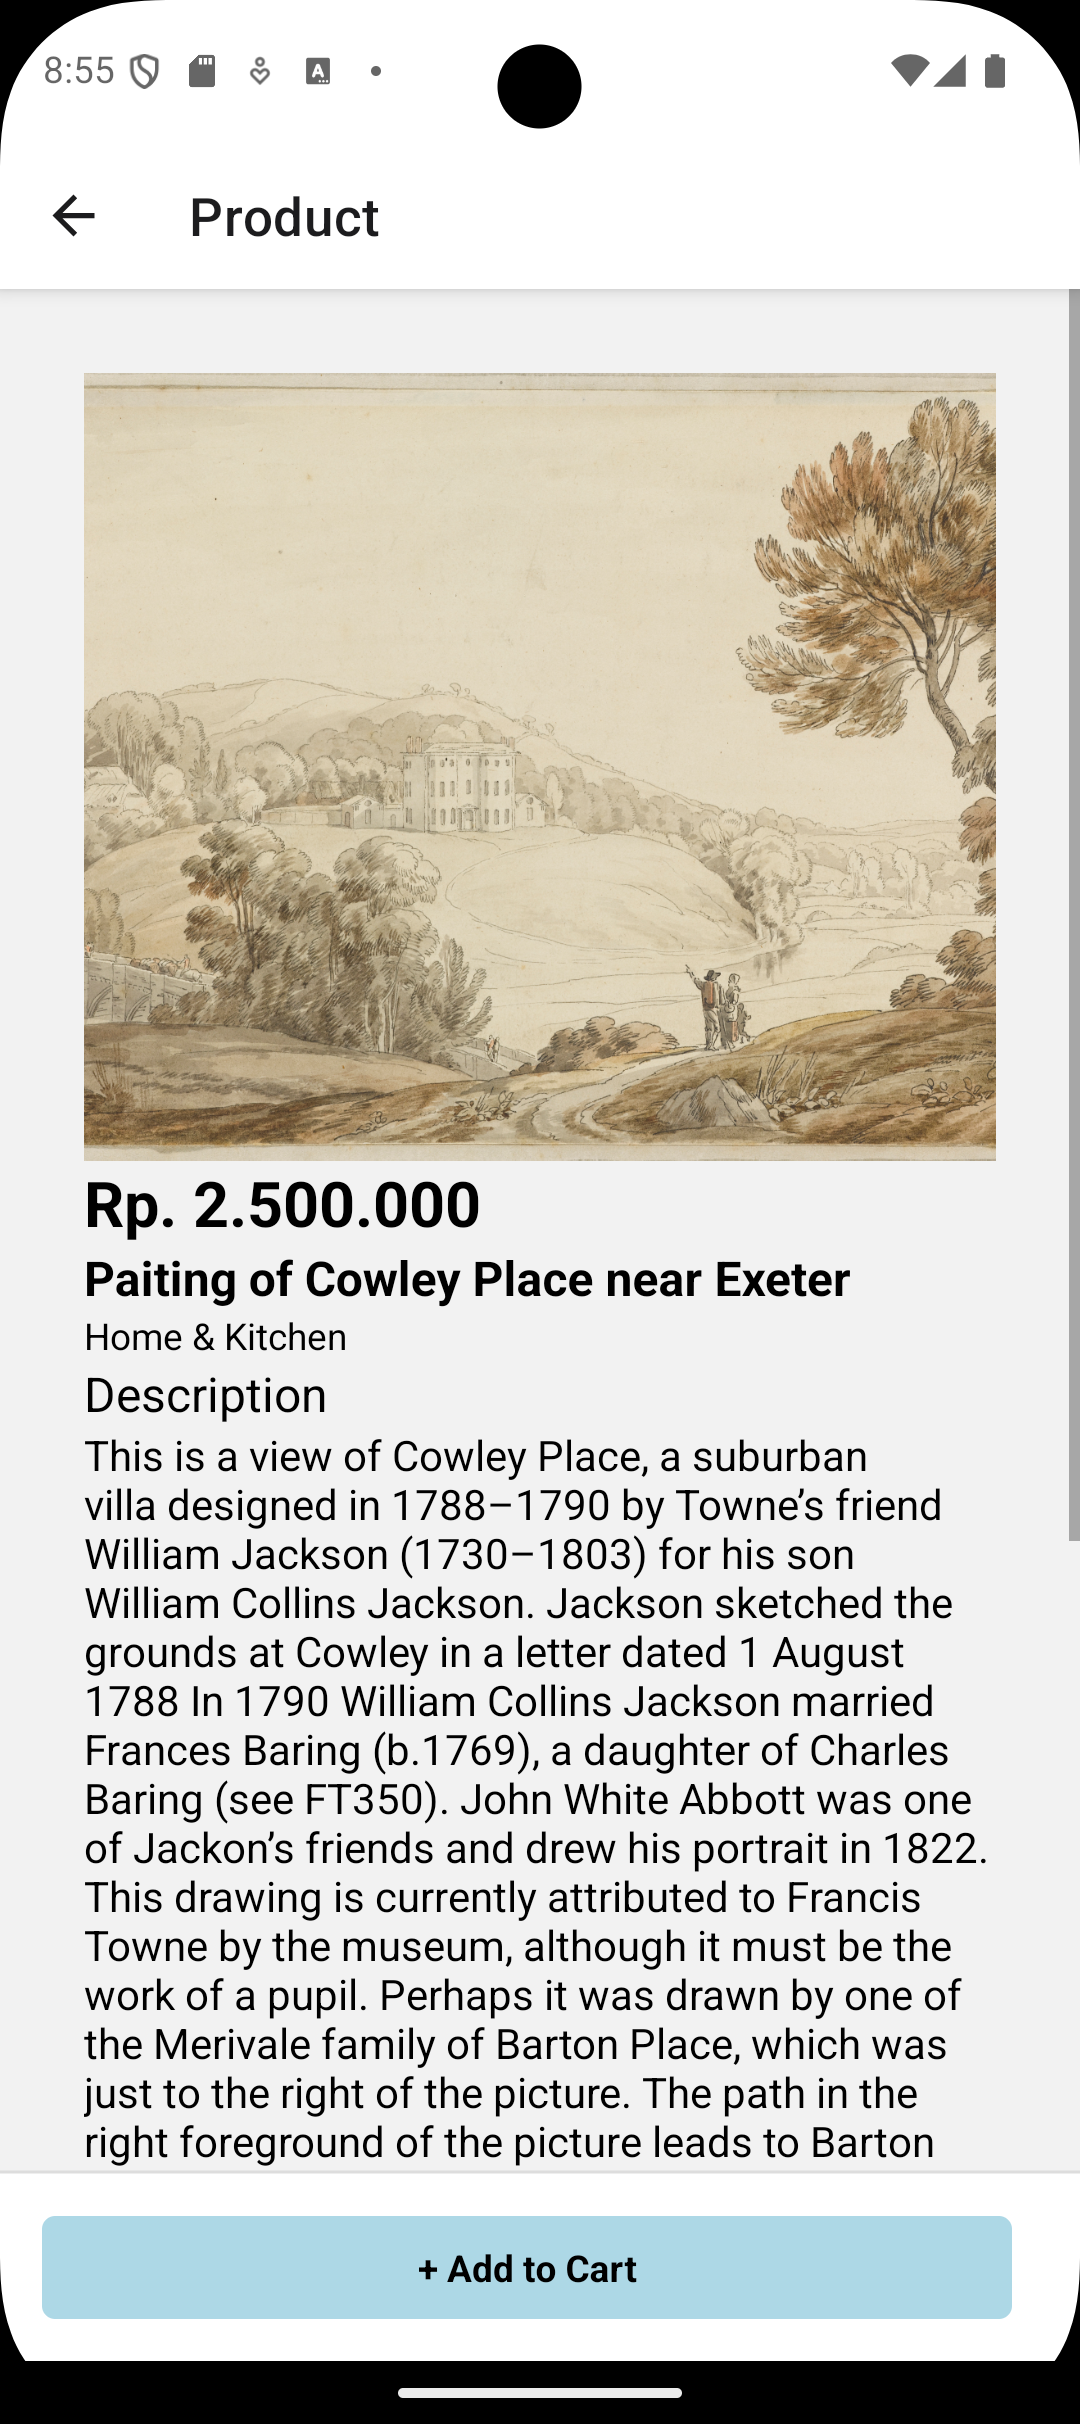 8:55
Product
Rp. 2.500.000
Paiting of Cowley Place near Exeter
Home & Kitchen
Description
This is a view of Cowley Place, a suburban
villa designed in 1788–1790 by Towne’s friend
William Jackson (1730–1803) for his son
William Collins Jackson. Jackson sketched the
grounds at Cowley in a letter dated 1 August
1788 In 1790 William Collins Jackson married
Frances Baring (b.1769), a daughter of Charles
Baring (see FT350). John White Abbott was one
of Jackon’s friends and drew his portrait in 1822.
This drawing is currently attributed to Francis
Towne by the museum, although it must be the
work of a pupil. Perhaps it was drawn by one of
the Merivale family of Barton Place, which was
just to the right of the picture. The path in the
right foreground of the picture leads to Barton
+ Add to Cart